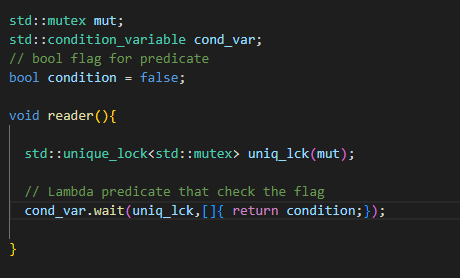 std::mutex mut;
std::condition_variable cond_var;
// bool flag for predicate
bool condition = false;
void reader(){
std::unique_lock<std::mutex> uniq_lck(mut);
// Lambda predicate that check the flag
cond_var.wait(uniq_lck,[]{ return condition;});
}